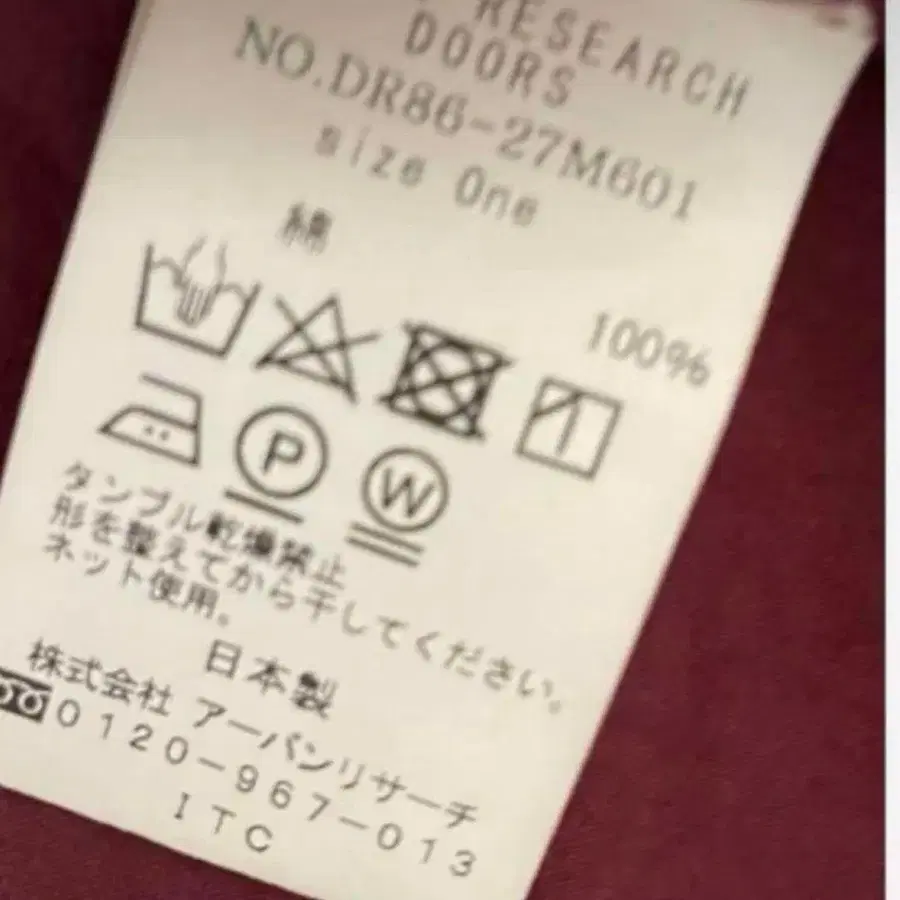 RESEARCH
DOORS
NO.DR86-27M601
size One
綿 100%
P W
タンブル乾燥禁止
形を整えてから干してください。
ネット使用。
日本製
株式会社 アーバンリサーチ
0120-967-013
ITC